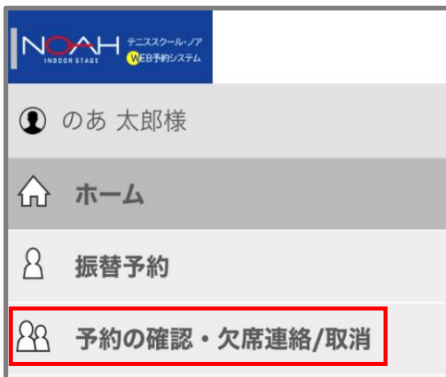 NOAH
INDOOR STAGE
テニススクール・ノア
WEB予約システム
のあ 太郎様
ホーム
振替予約
予約の確認・欠席連絡/取消